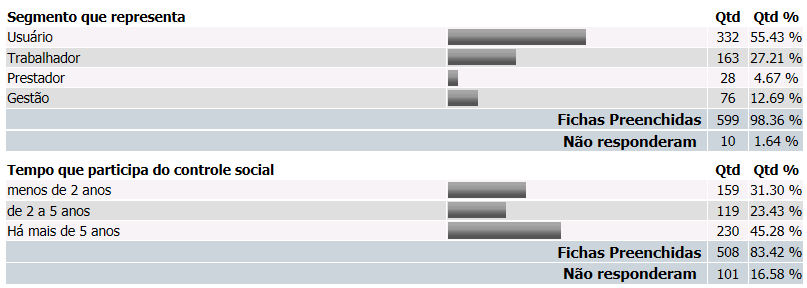 Segmento que representa Qtd Qtd %
Usuário 332 55.43 %
Trabalhador 163 27.21 %
Prestador 28 4.67 %
Gestão 76 12.69 %
Fichas Preenchidas 599 98.36 %
Não responderam 10 1.64 %
Tempo que participa do controle social Qtd Qtd %
menos de 2 anos 159 31.30 %
de 2 a 5 anos 119 23.43 %
Há mais de 5 anos 230 45.28 %
Fichas Preenchidas 508 83.42 %
Não responderam 101 16.58 %